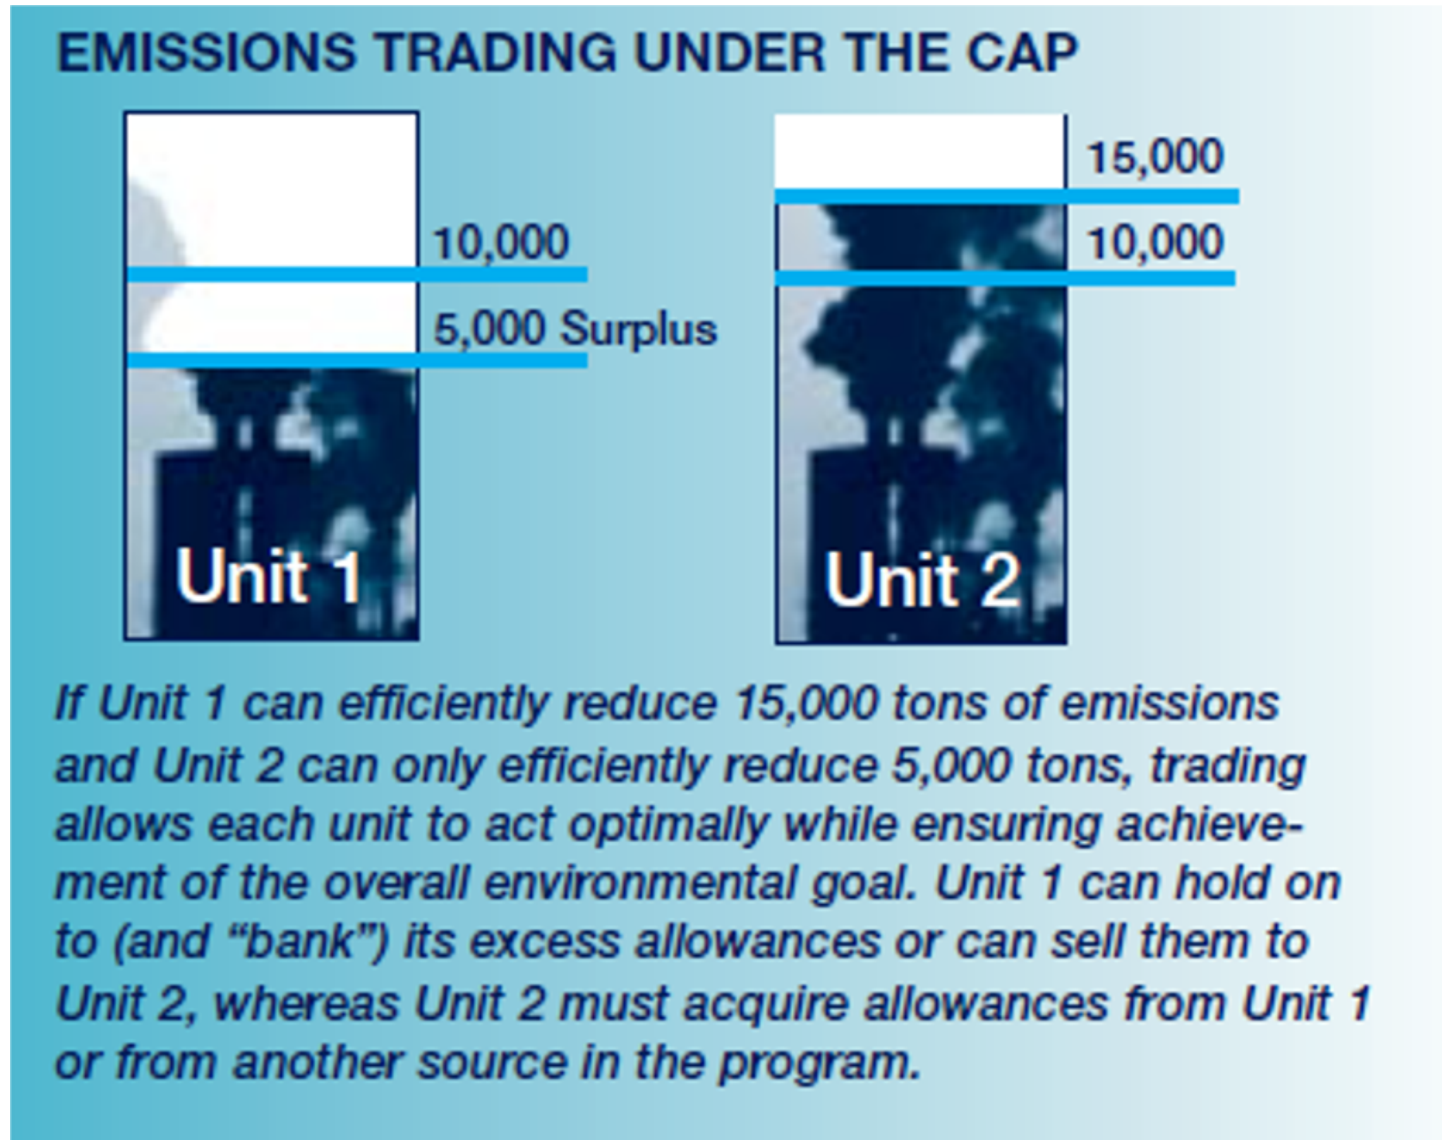 EMISSIONS TRADING UNDER THE CAP
10,000
5,000 Surplus
Unit 1
15,000
10,000
Unit 2
If Unit 1 can efficiently reduce 15,000 tons of emissions
and Unit 2 can only efficiently reduce 5,000 tons, trading
allows each unit to act optimally while ensuring achieve-
ment of the overall environmental goal. Unit 1 can hold on
to (and “bank”) its excess allowances or can sell them to
Unit 2, whereas Unit 2 must acquire allowances from Unit 1
or from another source in the program.